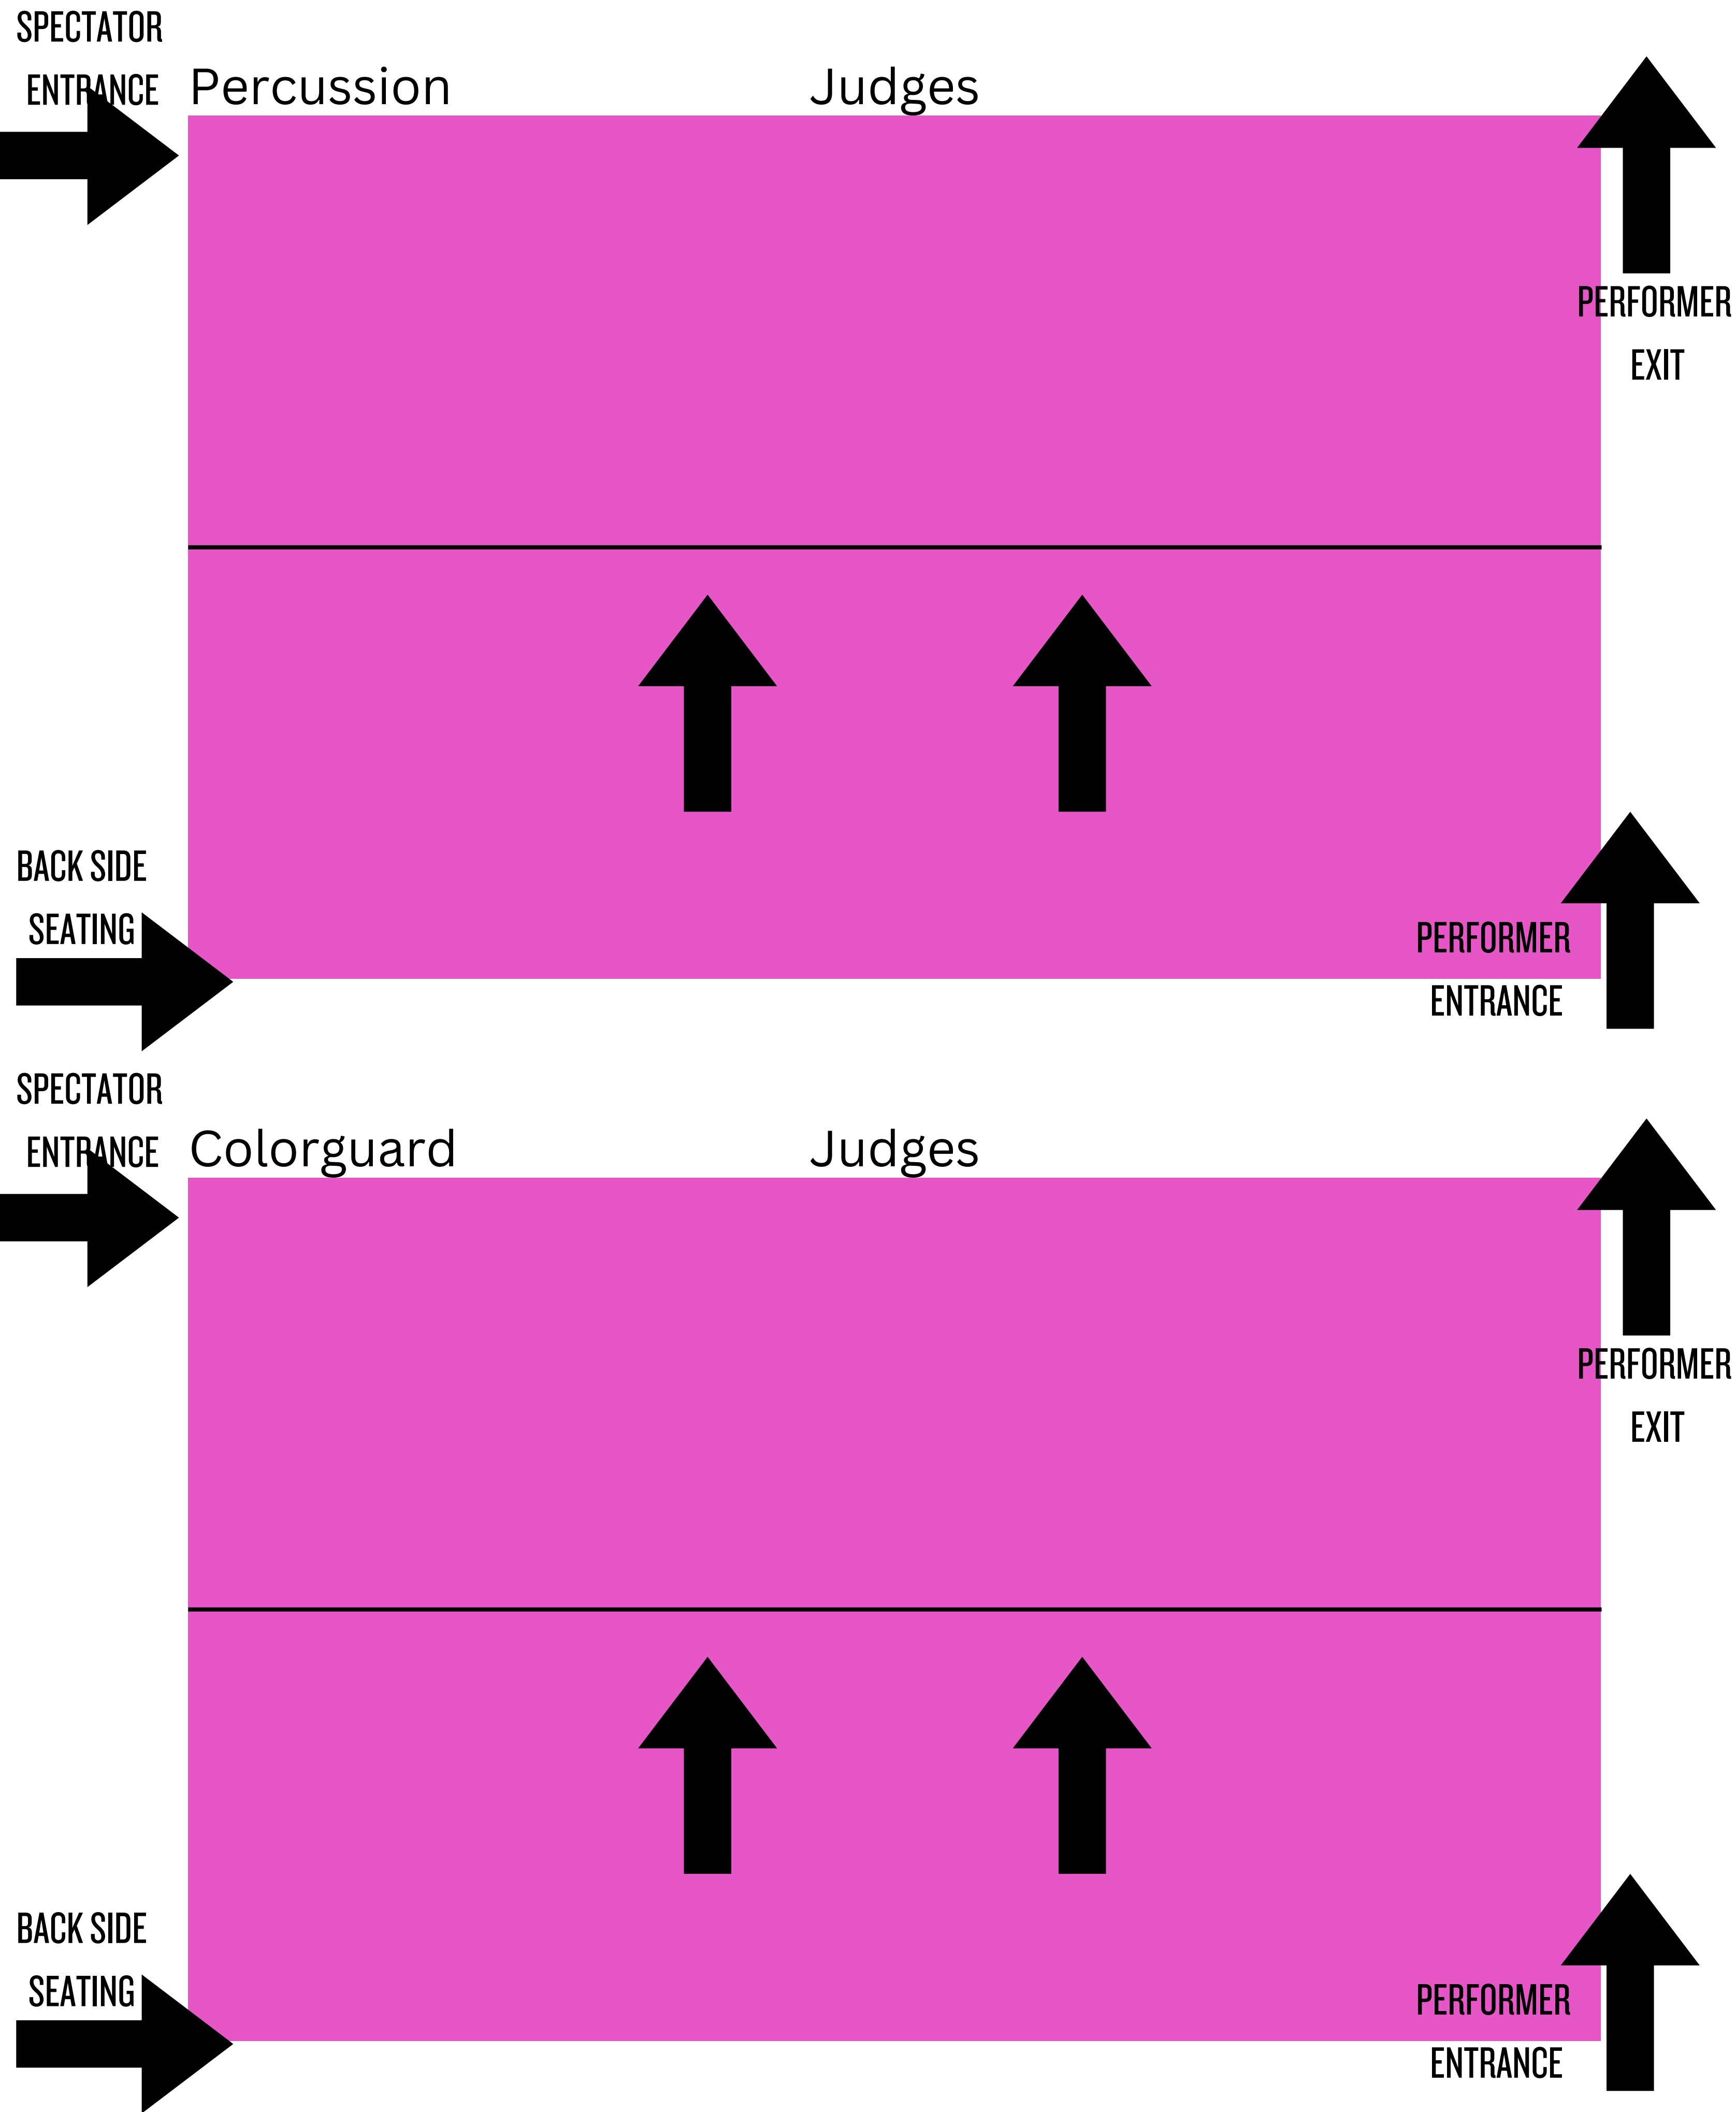 SPECTATOR
ENTRANCE
Percussion
Judges
PERFORMER
EXIT
BACK SIDE
SEATING
PERFORMER
ENTRANCE
SPECTATOR
ENTRANCE
Colorguard
Judges
PERFORMER
EXIT
BACK SIDE
SEATING
PERFORMER
ENTRANCE